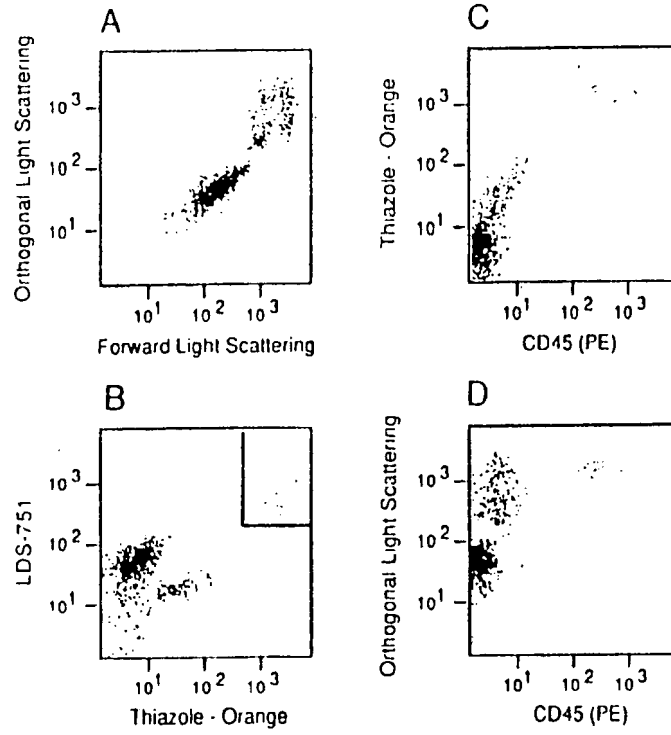 A
Orthogonal Light Scattering
10^3
10^2
10^1
10^1 10^2 10^3
Forward Light Scattering
B
LDS-751
10^3
10^2
10^1
10^1 10^2 10^3
Thiazole - Orange
C
Thiazole - Orange
10^3
10^2
10^1
10^1 10^2 10^3
CD45 (PE)
D
Orthogonal Light Scattering
10^3
10^2
10^1
10^1 10^2 10^3
CD45 (PE)